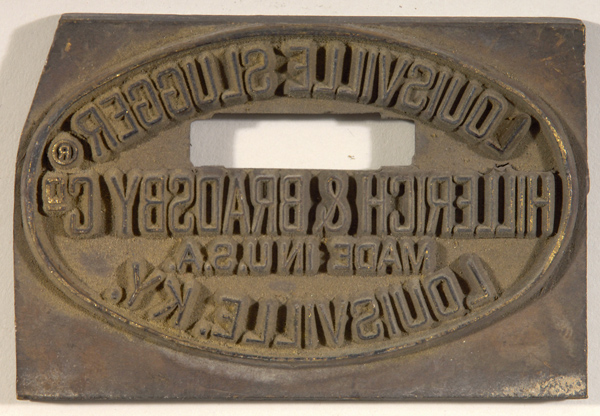 LOUISVILLE SLUGGER®
HILLERICH & BRADSBY Cº
MADE IN U.S.A.
LOUISVILLE. KY.